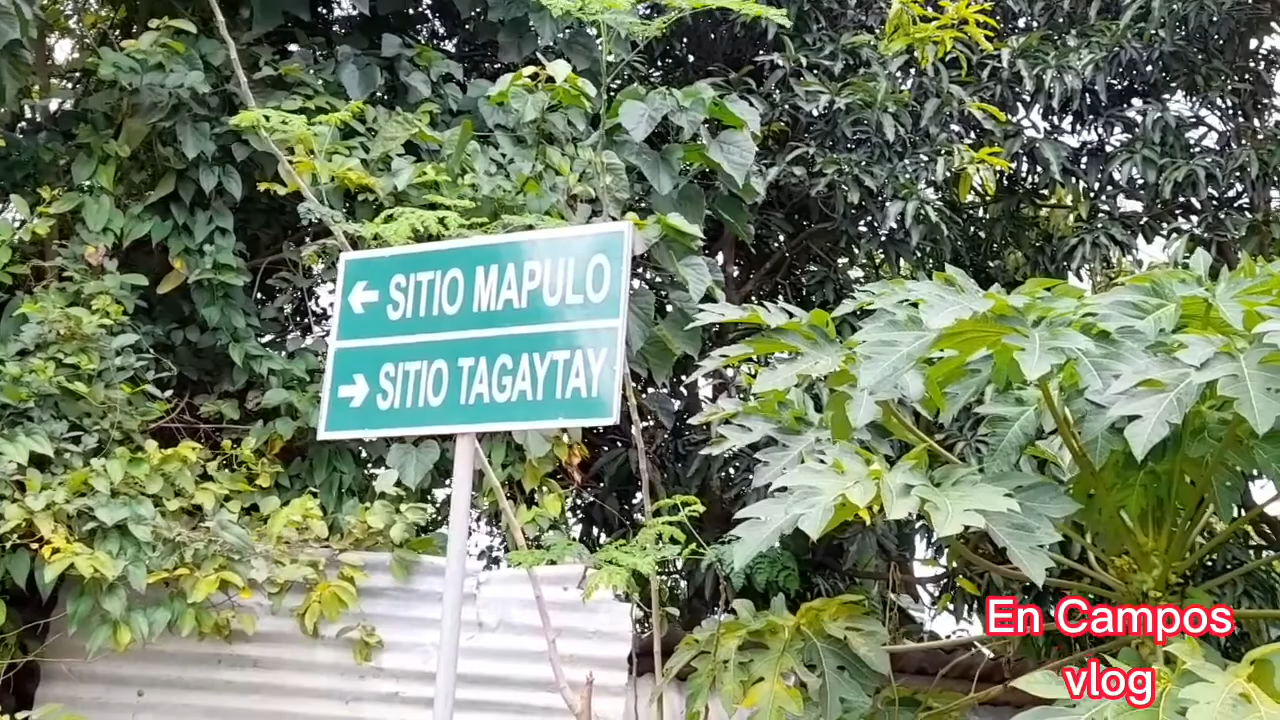 ← SITIO MAPULO
→ SITIO TAGAYTAY
En Campos
vlog